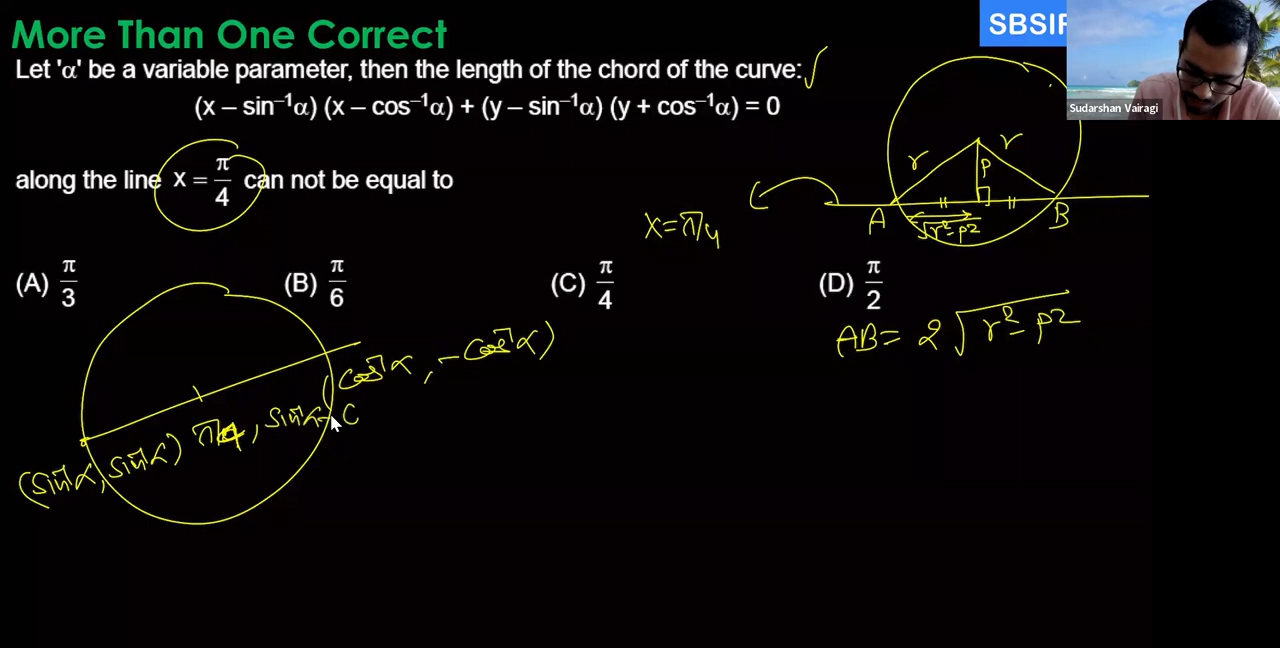 More Than One Correct
SBSIF
Sudarshan Vairagi
Let 'α' be a variable parameter, then the length of the chord of the curve:
(x – sin⁻¹α) (x – cos⁻¹α) + (y – sin⁻¹α) (y + cos⁻¹α) = 0
along the line x = π/4 can not be equal to
(A) π/3 (B) π/6 (C) π/4 (D) π/2
r r
P
A B
√r²-p²
x=π/4
AB= 2√r²-p²
(cos⁻¹α, -cos⁻¹α)
π/4, sin⁻¹α-C
(sin⁻¹α, sin⁻¹α)